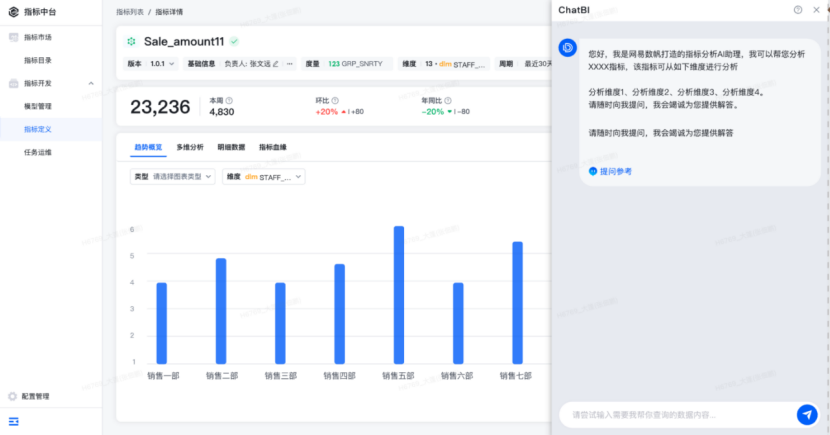 指标中台
指标市场
指标目录
指标开发
模型管理
指标定义
任务运维
配置管理
指标列表 / 指标详情
Sale_amount11
版本 1.0.1 基础信息 负责人: 张文远 ··· 度量 123 GRP_SNRITY 维度 13 • dim STAFF_... 周期 最近30天
23,236
本周
4,830
环比
+20% +80
年同比
-20% -80
趋势概览 多维分析 明细数据 指标血缘
类型 请选择图表类型 维度 dim STAFF_...
6
5
4
3
2
1
销售一部 销售二部 销售三部 销售四部 销售五部 销售六部 销售七部
ChatBI
您好，我是网易数帆打造的指标分析AI助理，我可以帮您分析
XXXX指标，该指标可从如下维度进行分析
分析维度1、分析维度2、分析维度3、分析维度4。
请随时向我提问，我会竭诚为您提供解答。
请随时向我提问，我会竭诚为您提供解答
提问参考
请尝试输入需要我帮你查询的数据内容...